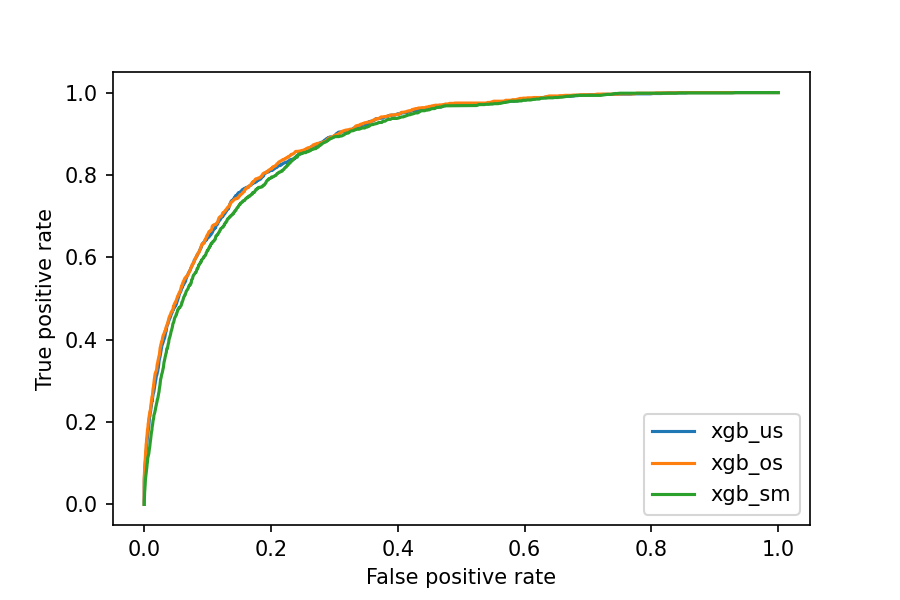 1.0
0.8
0.6
0.4
0.2
0.0
True positive rate
xgb_us
xgb_os
xgb_sm
0.0 0.2 0.4 0.6 0.8 1.0
False positive rate